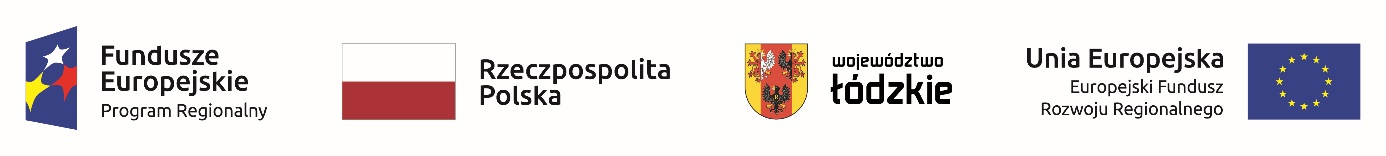 Fundusze
Europejskie
Program Regionalny
Rzeczpospolita
Polska
województwo
łódzkie
Unia Europejska
Europejski Fundusz
Rozwoju Regionalnego